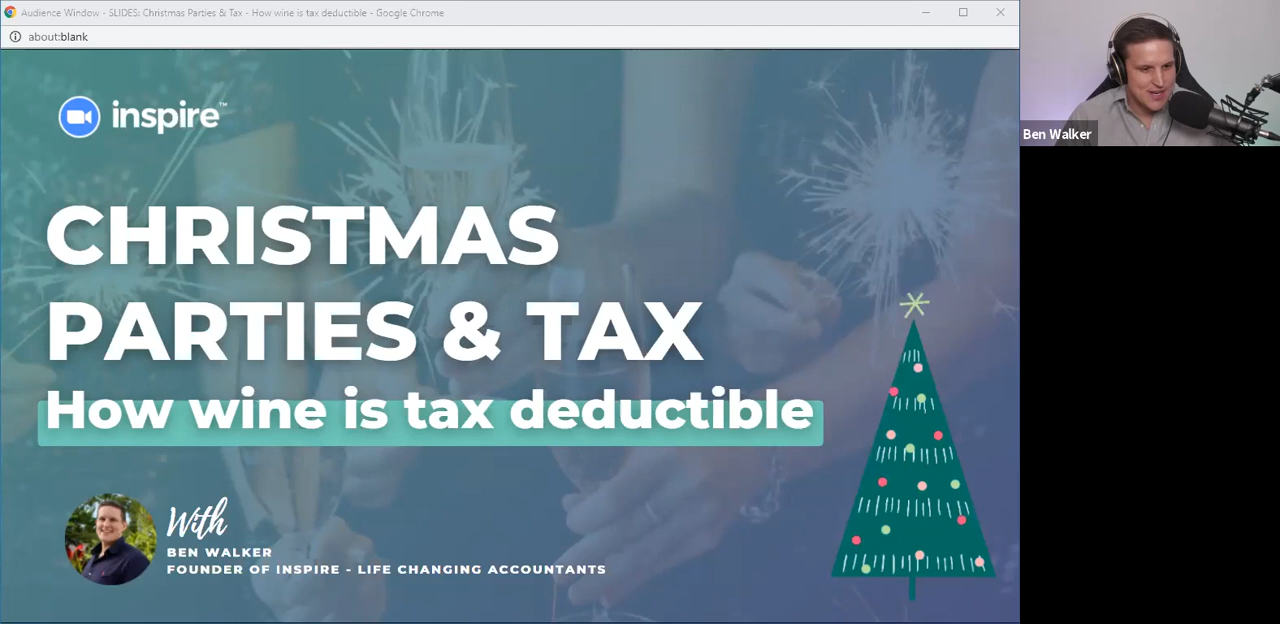 Audience Window - SLIDES: Christmas Parties & Tax - How wine is tax deductible - Google Chrome
about:blank
inspire™
CHRISTMAS
PARTIES & TAX
How wine is tax deductible
With
BEN WALKER
FOUNDER OF INSPIRE - LIFE CHANGING ACCOUNTANTS
Ben Walker